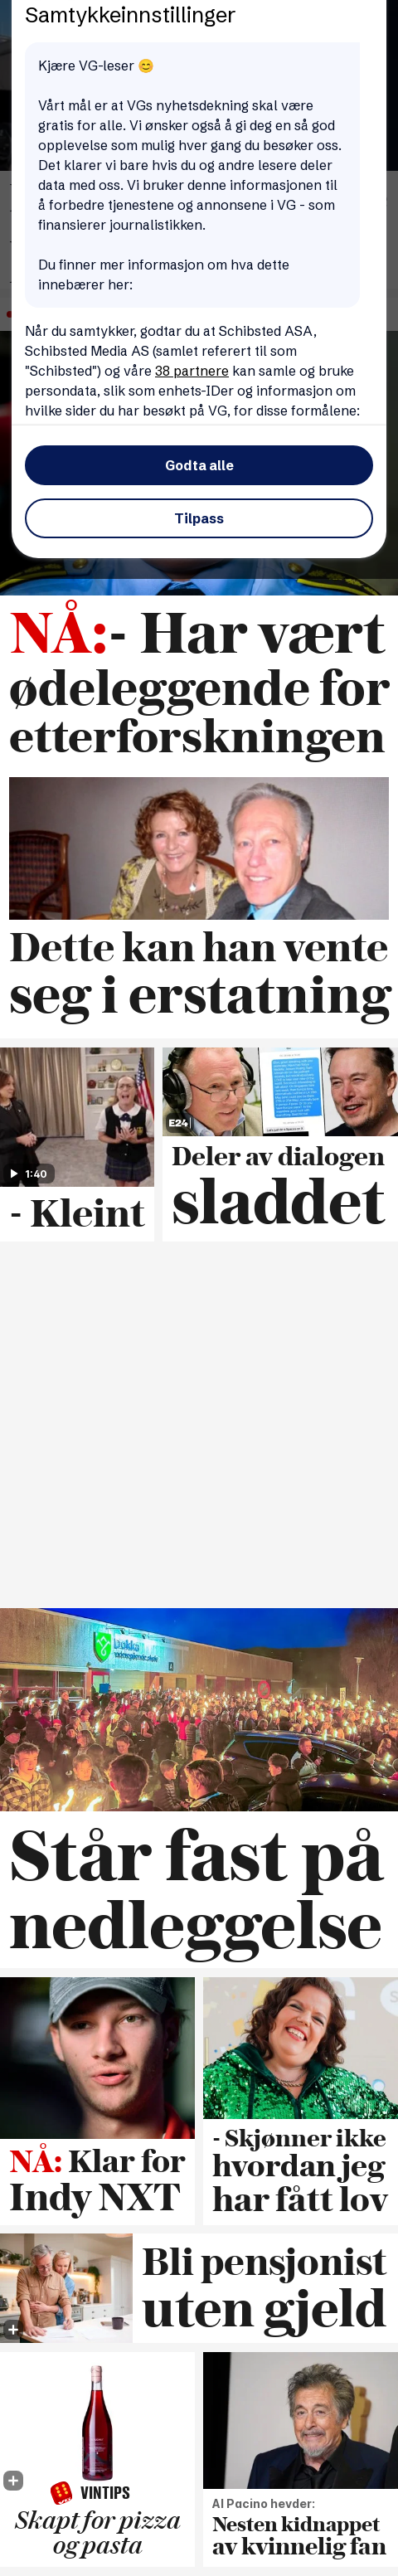 Samtykkeinnstillinger
Kjære VG-leser 😊
Vårt mål er at VGs nyhetsdekning skal være
gratis for alle. Vi ønsker også å gi deg en så god
opplevelse som mulig hver gang du besøker oss.
Det klarer vi bare hvis du og andre lesere deler
data med oss. Vi bruker denne informasjonen til
å forbedre tjenestene og annonsene i VG - som
finansierer journalistikken.
Du finner mer informasjon om hva dette
innebærer her:
Når du samtykker, godtar du at Schibsted ASA,
Schibsted Media AS (samlet referert til som
"Schibsted") og våre 38 partnere kan samle og bruke
persondata, slik som enhets-IDer og informasjon om
hvilke sider du har besøkt på VG, for disse formålene:
Godta alle
Tilpass
NÅ:- Har vært
ødeleggende for
etterforskningen
Dette kan han vente
seg i erstatning
1:40
- Kleint
E24
Deler av dialogen
sladdet
Dokka
videregående skole
Står fast på
nedleggelse
NÅ: Klar for
Indy NXT
- Skjønner ikke
hvordan jeg
har fått lov
Bli pensjonist
uten gjeld
VINTIPS
Skapt for pizza
og pasta
Al Pacino hevder:
Nesten kidnappet
av kvinnelig fan